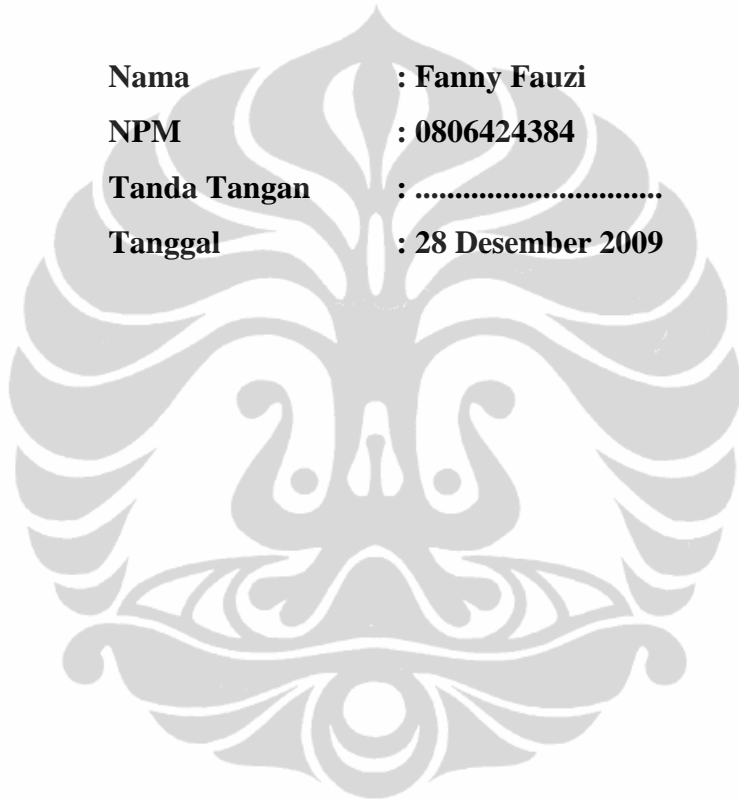 Nama : Fanny Fauzi
NPM : 0806424384
Tanda Tangan : ...............................
Tanggal : 28 Desember 2009